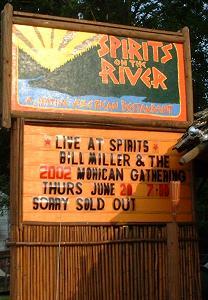 SPIRITS
ON THE
RIVER
A NATIVE AMERICAN RESTAURANT
LIVE AT SPIRITS
BILL MILLER & THE
2002 MOHICAN GATHERING
THURS JUNE 20 7:00
SORRY SOLD OUT